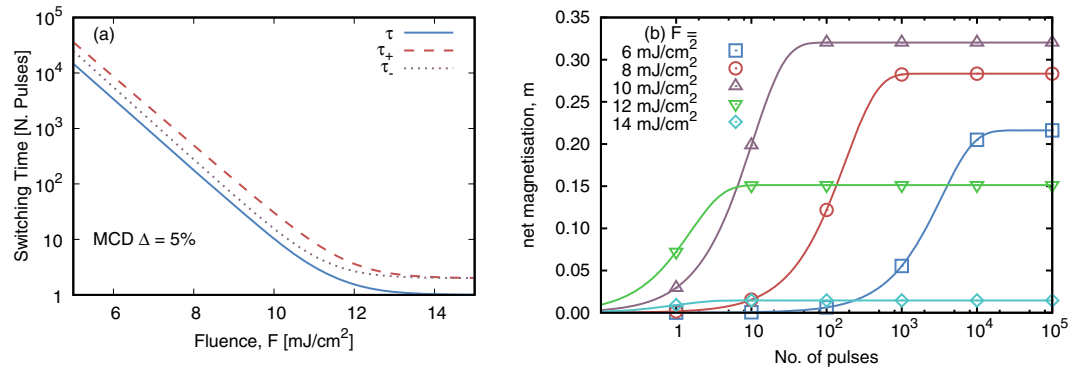 (a)
τ
τ+
τ-
10^5
10^4
10^3
10^2
10
1
Switching Time [N. Pulses]
MCD Δ = 5%
6 8 10 12 14
Fluence, F [mJ/cm^2]
(b) F =
6 mJ/cm^2
8 mJ/cm^2
10 mJ/cm^2
12 mJ/cm^2
14 mJ/cm^2
0.35
0.30
0.25
0.20
0.15
0.10
0.05
0.00
net magnetisation, m
1 10 10^2 10^3 10^4 10^5
No. of pulses